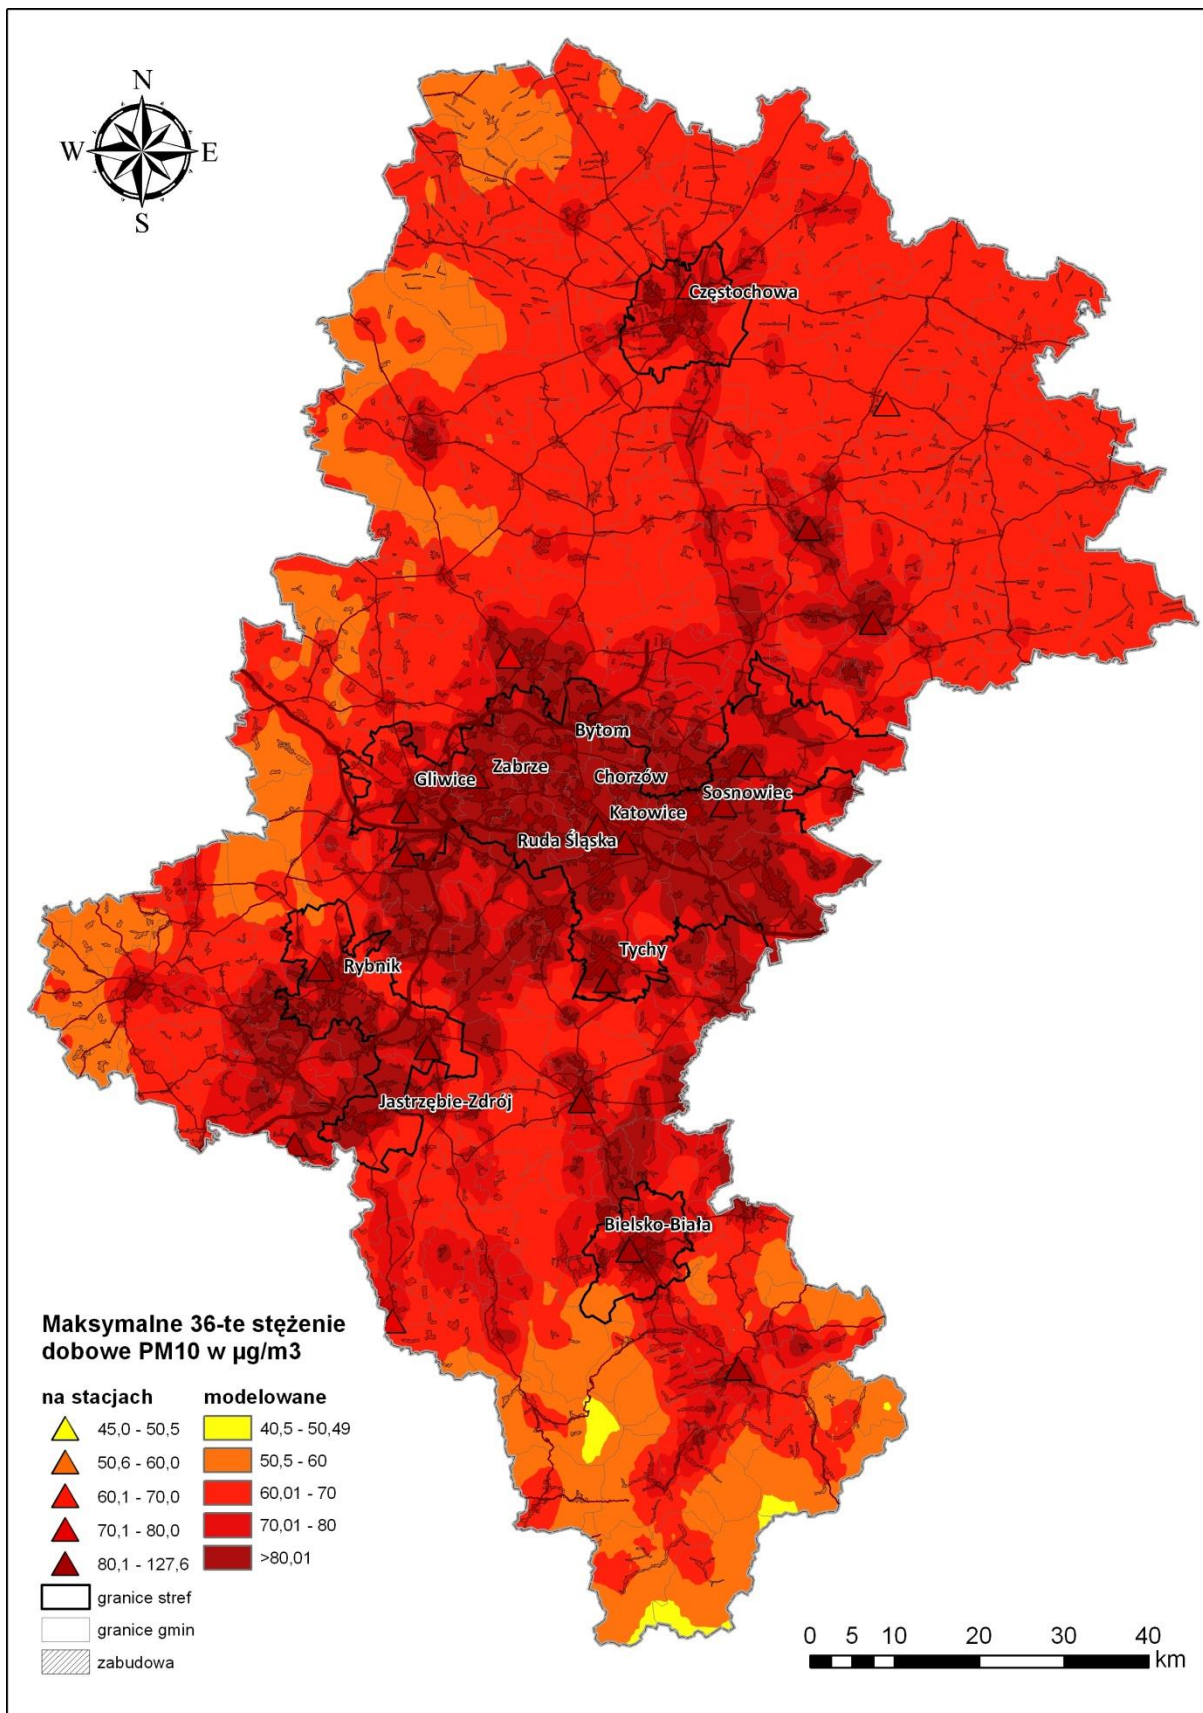 N
W
E
S
Częstochowa
Bytom
Zabrze
Gliwice
Chorzów
Sosnowiec
Katowice
Ruda Śląska
Tychy
Rybnik
Jastrzębie-Zdrój
Bielsko-Biała
Maksymalne 36-te stężenie
dobowe PM10 w µg/m3
na stacjach modelowane
45,0 - 50,5 40,5 - 50,49
50,6 - 60,0 50,5 - 60
60,1 - 70,0 60,01 - 70
70,1 - 80,0 70,01 - 80
80,1 - 127,6 >80,01
granice stref
granice gmin
zabudowa
0 5 10 20 30 40
km